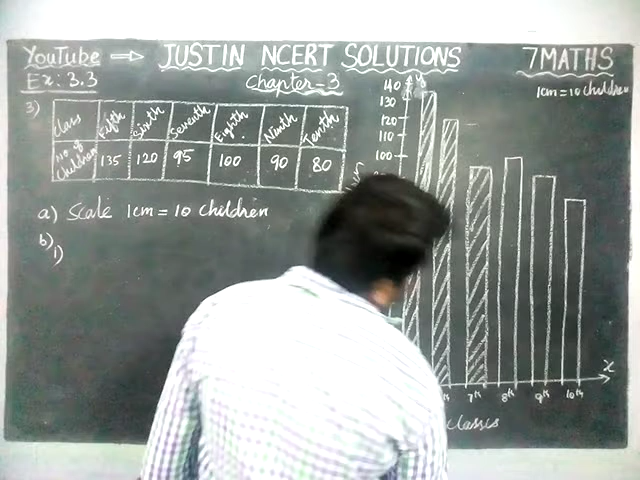 YouTube ⇒ JUSTIN NCERT SOLUTIONS 7MATHS
Ex: 3.3 Chapter-3 1cm = 10 children
3)
Class Fifth Sixth Seventh Eighth Ninth Tenth
No of Children 135 120 95 100 90 80
a) Scale 1cm = 10 children
b)
1)
y
140
130
120
110
100
x
7th 8th 9th 10th
classes